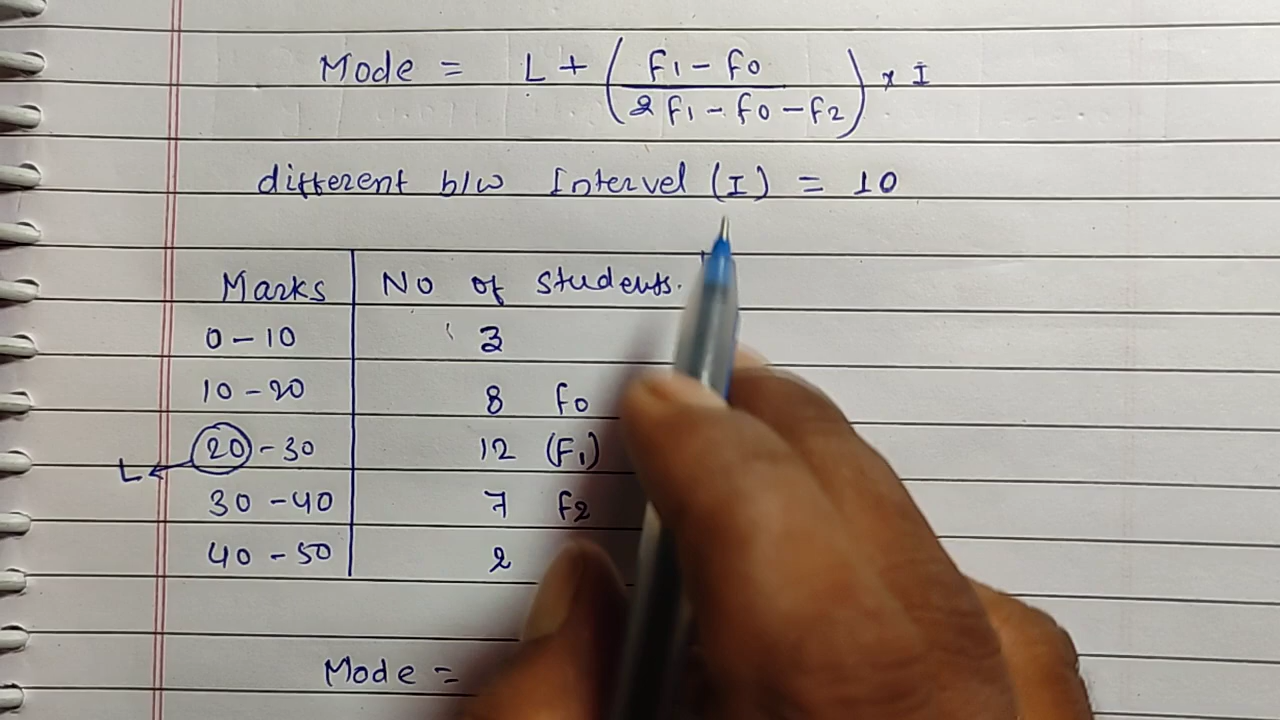 Mode = L + (f1 - f0 / 2f1 - f0 - f2) x I
different b/w Intervel (I) = 10
Marks No of students.
0-10 3
10-20 8 f0
20-30 12 (F1)
L
30-40 7 f2
40-50 2
Mode =